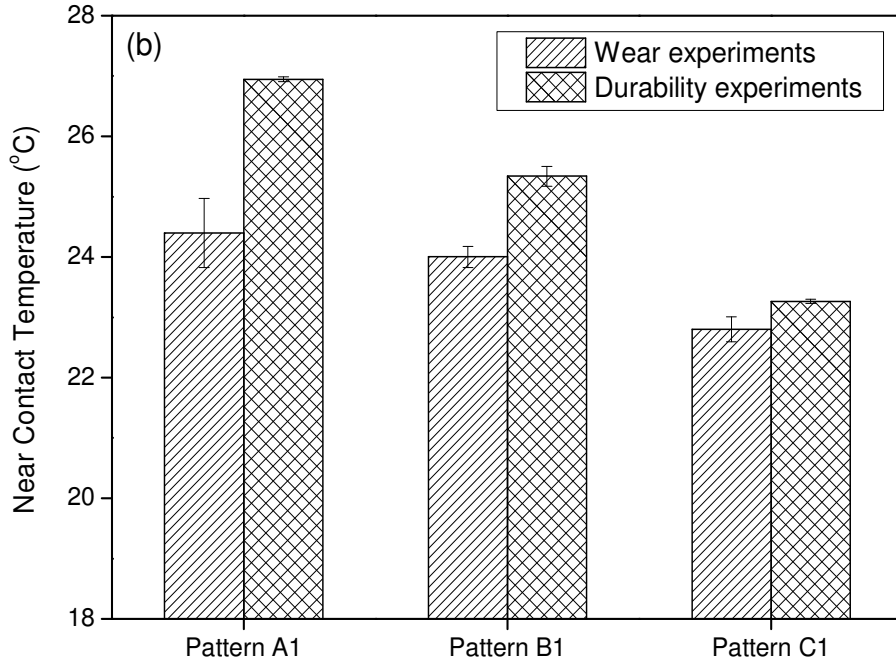 (b)
Wear experiments
Durability experiments
Near Contact Temperature (°C)
28
26
24
22
20
18
Pattern A1 Pattern B1 Pattern C1